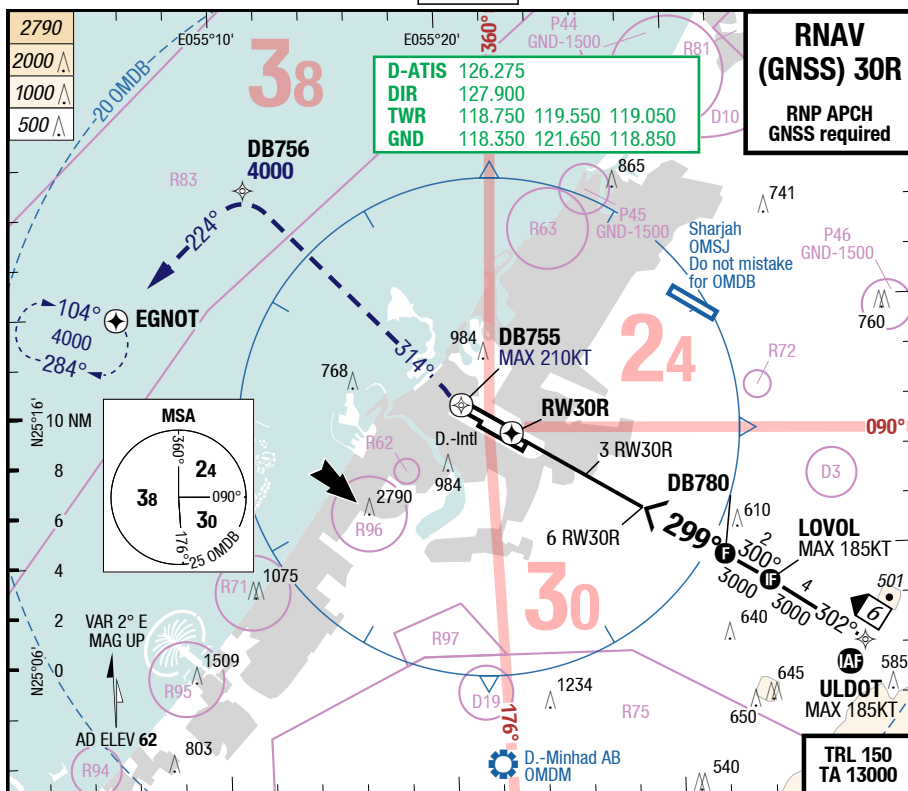 2790
2000
1000
500
E055°10'
E055°20'
360°
P44
GND-1500
R81
D10
RNAV
(GNSS) 30R
RNP APCH
GNSS required
D-ATIS 126.275
DIR 127.900
TWR 118.750 119.550 119.050
GND 118.350 121.650 118.850
20 OMDB
38
DB756
4000
R83
224°
865
741
P45
GND-1500
R63
Sharjah
OMSJ
Do not mistake
for OMDB
P46
GND-1500
760
104°
4000
284°
EGNOT
314°
984
DB755
MAX 210KT
24
R72
768
N25°16'
10 NM
MSA
360°
24
38
090°
30
176°
25 OMDB
RW30R
090°
D.-Intl
R62
984
3 RW30R
D3
8
2790
R96
DB780
610
6
6 RW30R
299°
F
2
300°
3000
LOVOL
MAX 185KT
IF
4
3000
302°
501
6
4
R71
1075
30
640
VAR 2° E
MAG UP
2
R97
IAF
585
ULDOT
MAX 185KT
N25°06'
0
1509
R95
D19
1234
R75
645
650
176°
AD ELEV 62
R94
803
D.-Minhad AB
OMDM
540
TRL 150
TA 13000